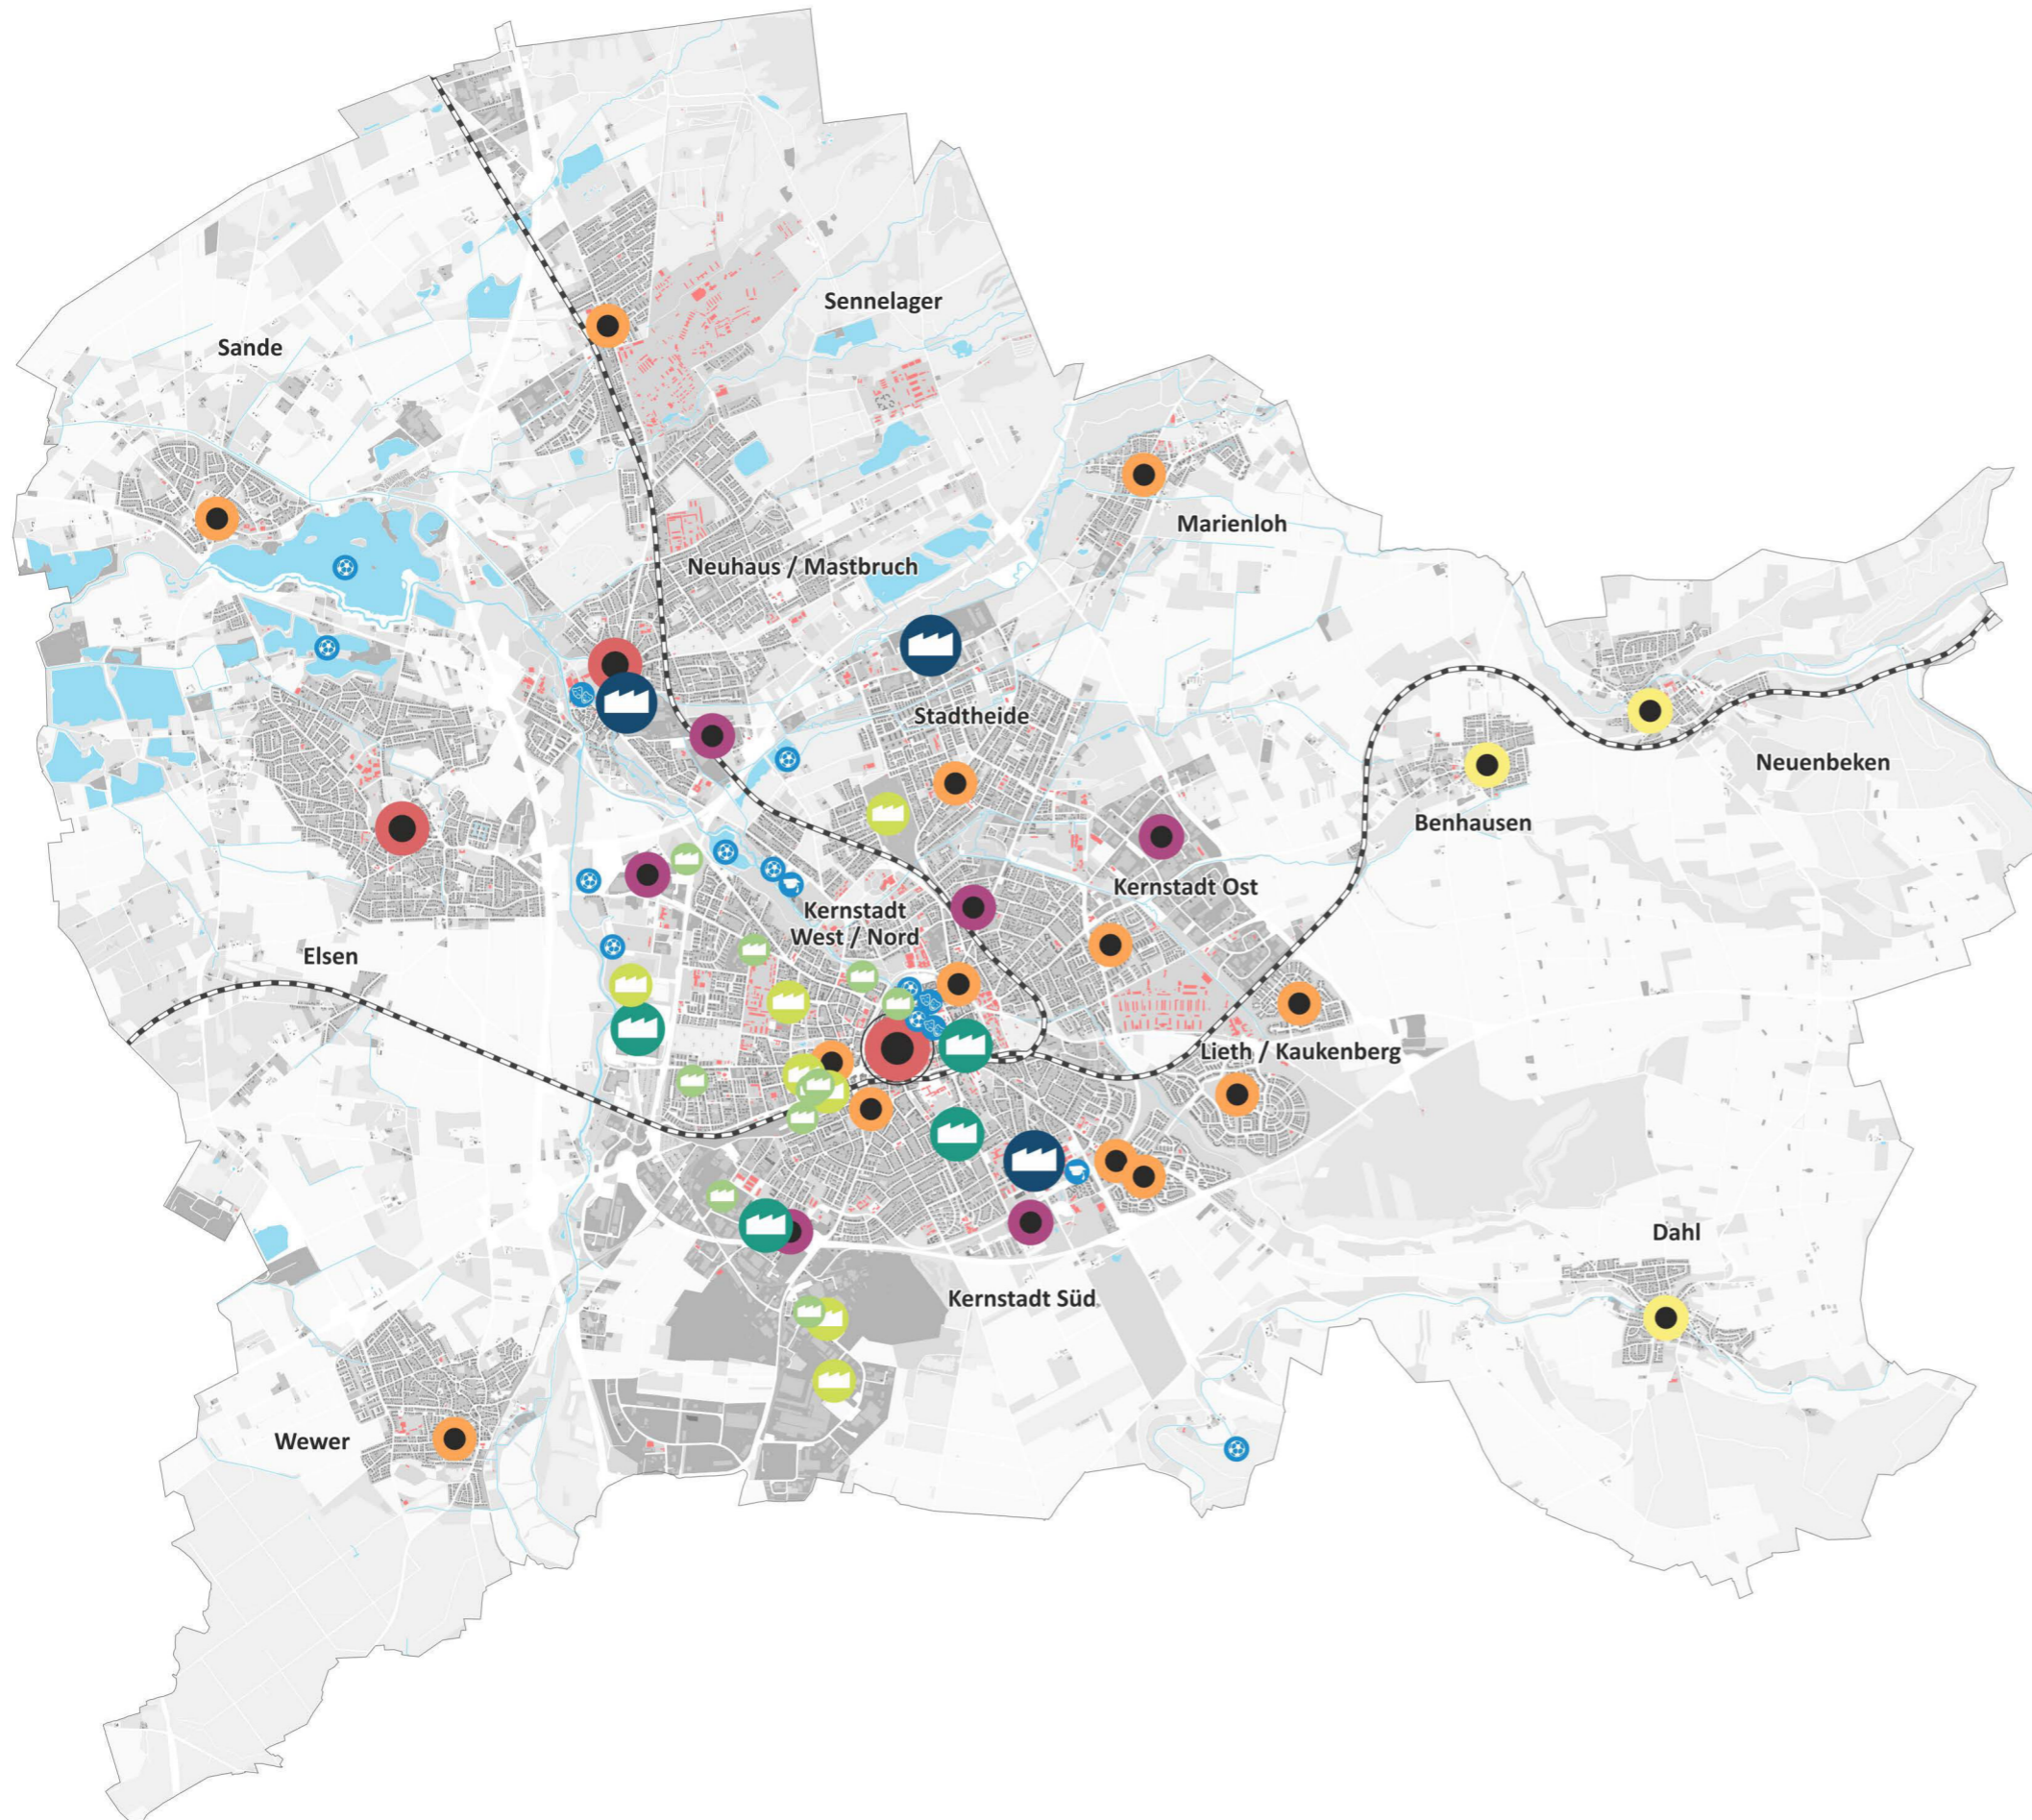 Sennelager
Sande
Marienloh
Neuhaus / Mastbruch
Stadtheide
Neuenbeken
Benhausen
Kernstadt Ost
Kernstadt
West / Nord
Elsen
Lieth / Kaukenberg
Dahl
Kernstadt Süd
Wewer